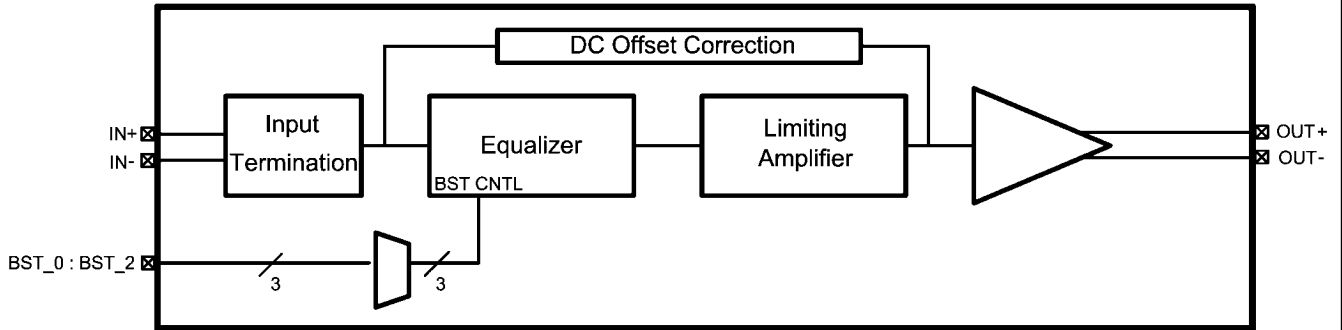 DC Offset Correction
IN+
IN-
Input
Termination
Equalizer
BST CNTL
Limiting
Amplifier
OUT+
OUT-
BST_0 : BST_2
3
3